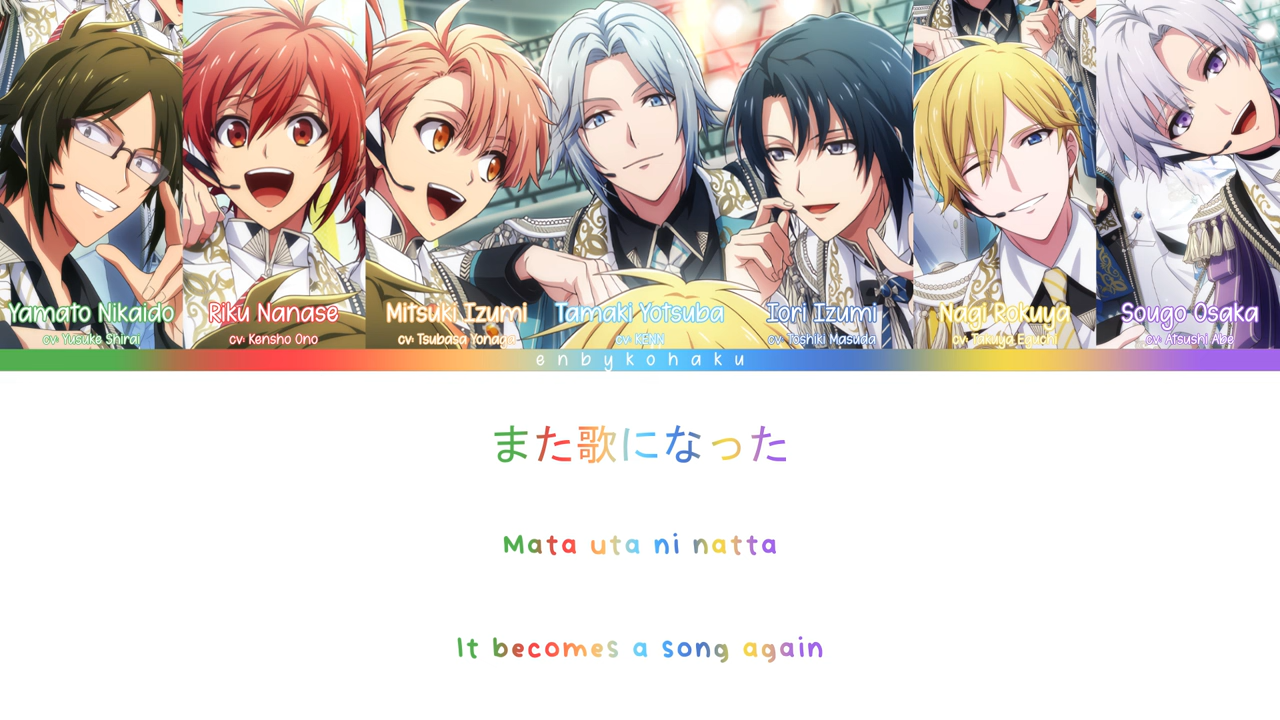 Yamato Nikaido Riku Nanase Mitsuki Izumi Tamaki Yotsuba Iori Izumi Nagi Rokuya Sougo Osaka
cv: Yusuke Shirai cv: Kensho Ono cv: Tsubasa Yonaga cv: KENN cv: Toshiki Masuda cv: Takuya Eguchi cv: Atsushi Abe
enbykohaku
また歌になった
Mata uta ni natta
It becomes a song again